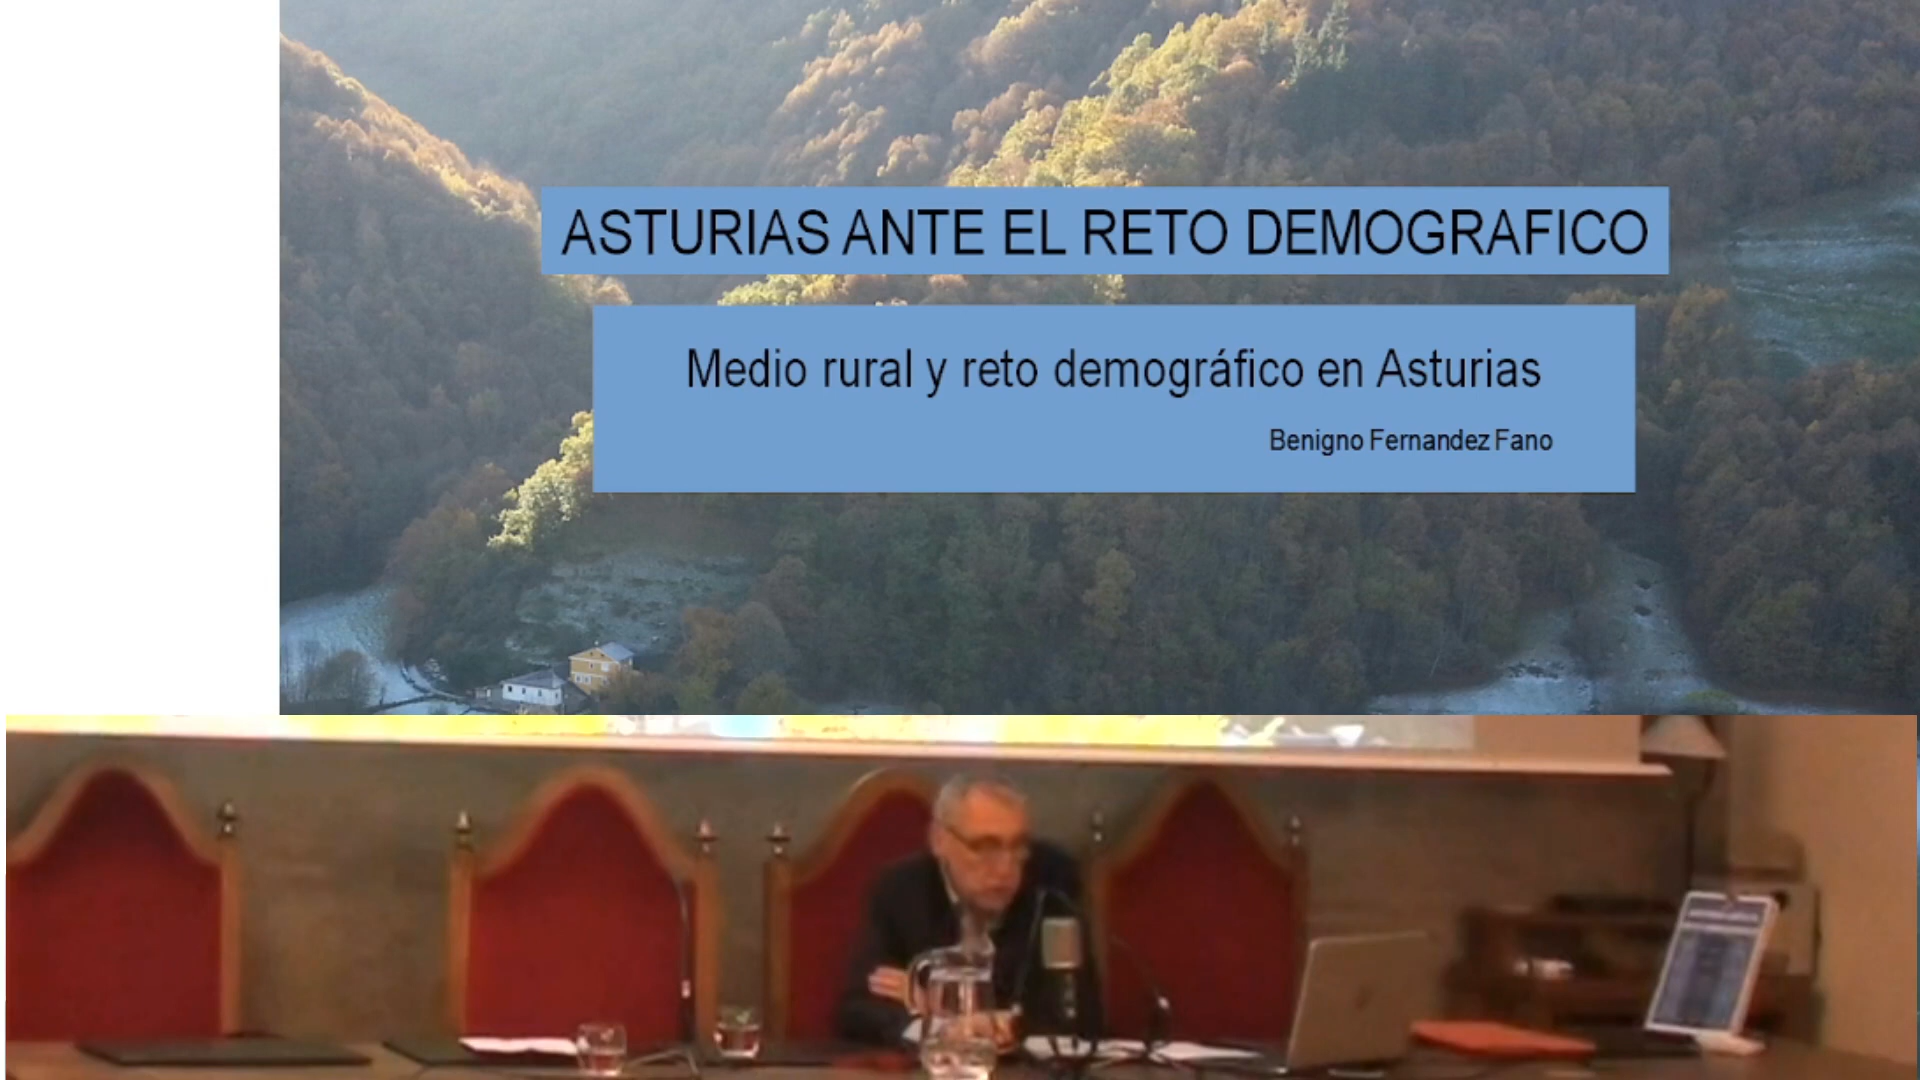 ASTURIAS ANTE EL RETO DEMOGRAFICO
Medio rural y reto demográfico en Asturias
Benigno Fernandez Fano